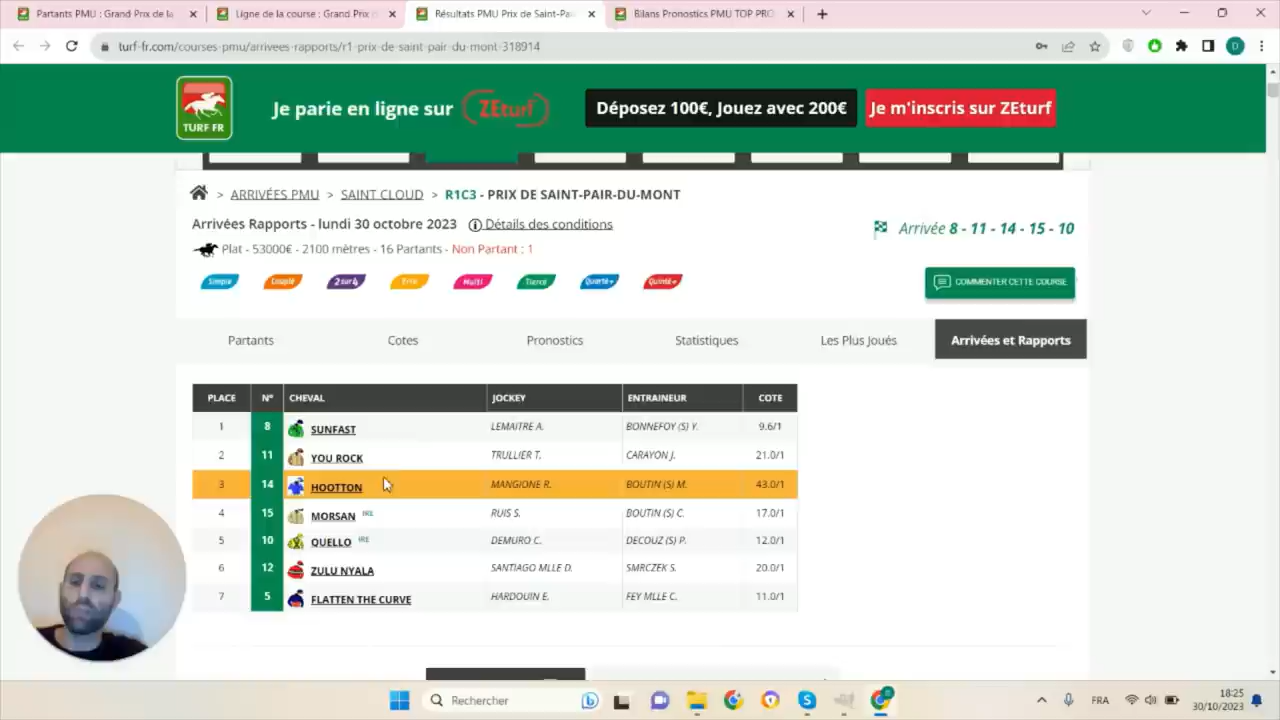 Partants PMU : Grand Prix de la
Ligne de la course : Grand Prix
Résultats PMU Prix de Saint-Pai
Bilans Pronostics PMU TOP PRO
turf-fr.com/courses-pmu/arrivees-rapports/r1-prix-de-saint-pair-du-mont-318914
D
TURF FR
Je parie en ligne sur ZEturf
Déposez 100€, Jouez avec 200€
Je m'inscris sur ZEturf
> ARRIVÉES PMU > SAINT CLOUD > R1C3 - PRIX DE SAINT-PAIR-DU-MONT
Arrivées Rapports - lundi 30 octobre 2023 Détails des conditions
Arrivée 8 - 11 - 14 - 15 - 10
Plat - 53000€ - 2100 mètres - 16 Partants - Non Partant : 1
Simple Couplé 2sur4 Trio Multi Tiercé Quarté+ Quinté+
COMMENTER CETTE COURSE
Partants Cotes Pronostics Statistiques Les Plus Joués Arrivées et Rapports
PLACE N° CHEVAL JOCKEY ENTRAINEUR COTE
1 8 SUNFAST LEMAITRE A. BONNEFOY (S) Y. 9.6/1
2 11 YOU ROCK TRULLIER T. CARAYON J. 21.0/1
3 14 HOOTTON MANGIONE R. BOUTIN (S) M. 43.0/1
4 15 MORSAN IRE RUIS S. BOUTIN (S) C. 17.0/1
5 10 QUELLO IRE DEMURO C. DECOUZ (S) P. 12.0/1
6 12 ZULU NYALA SANTIAGO MLLE D. SMRCZEK S. 20.0/1
7 5 FLATTEN THE CURVE HARDOUIN E. FEY MLLE C. 11.0/1
Rechercher
FRA
18:25
30/10/2023